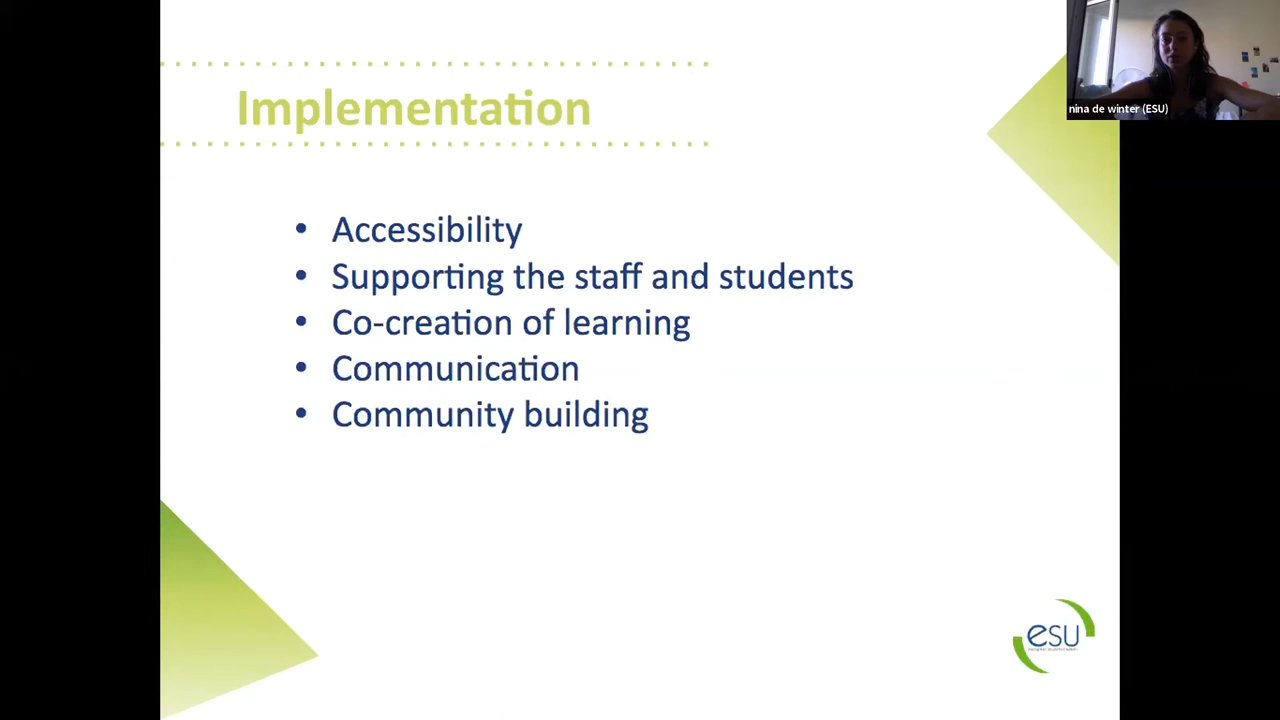 Implementation
nina de winter (ESU)
• Accessibility
• Supporting the staff and students
• Co-creation of learning
• Communication
• Community building
esu